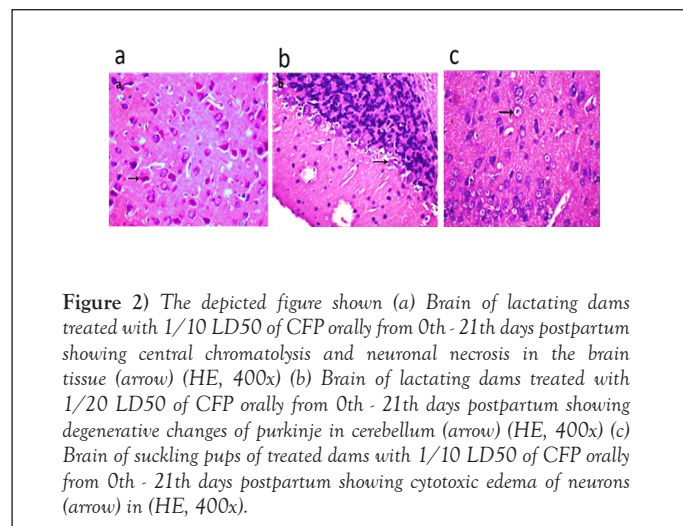 a b c
a b
Figure 2) The depicted figure shown (a) Brain of lactating dams
treated with 1/10 LD50 of CFP orally from 0th - 21th days postpartum
showing central chromatolysis and neuronal necrosis in the brain
tissue (arrow) (HE, 400x) (b) Brain of lactating dams treated with
1/20 LD50 of CFP orally from 0th - 21th days postpartum showing
degenerative changes of purkinje in cerebellum (arrow) (HE, 400x) (c)
Brain of suckling pups of treated dams with 1/10 LD50 of CFP orally
from 0th - 21th days postpartum showing cytotoxic edema of neurons
(arrow) in (HE, 400x).